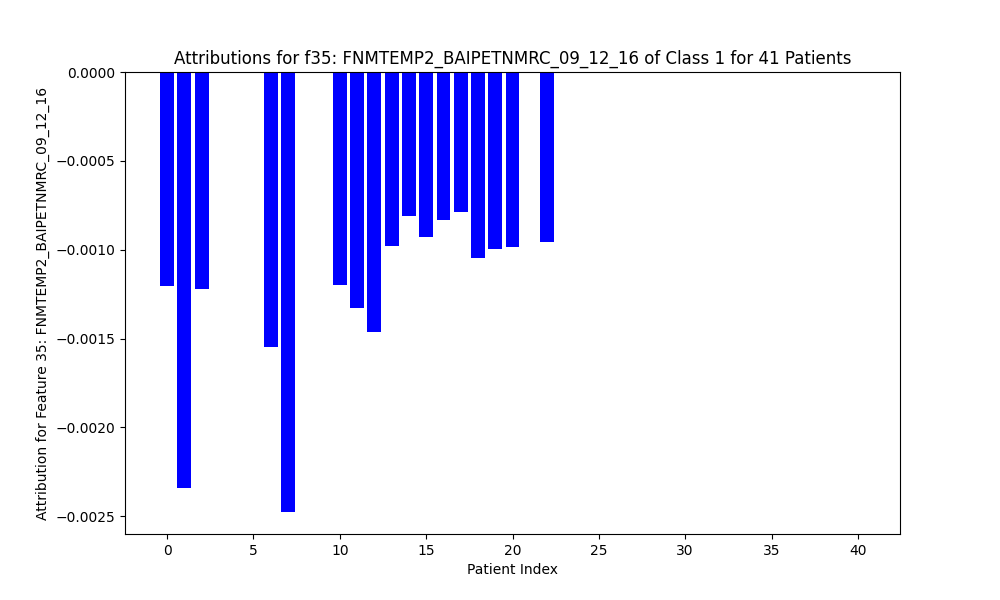 Attributions for f35: FNMTEMP2_BAIPETNMRC_09_12_16 of Class 1 for 41 Patients
Attribution for Feature 35: FNMTEMP2_BAIPETNMRC_09_12_16
0.0000
−0.0005
−0.0010
−0.0015
−0.0020
−0.0025
0 5 10 15 20 25 30 35 40
Patient Index